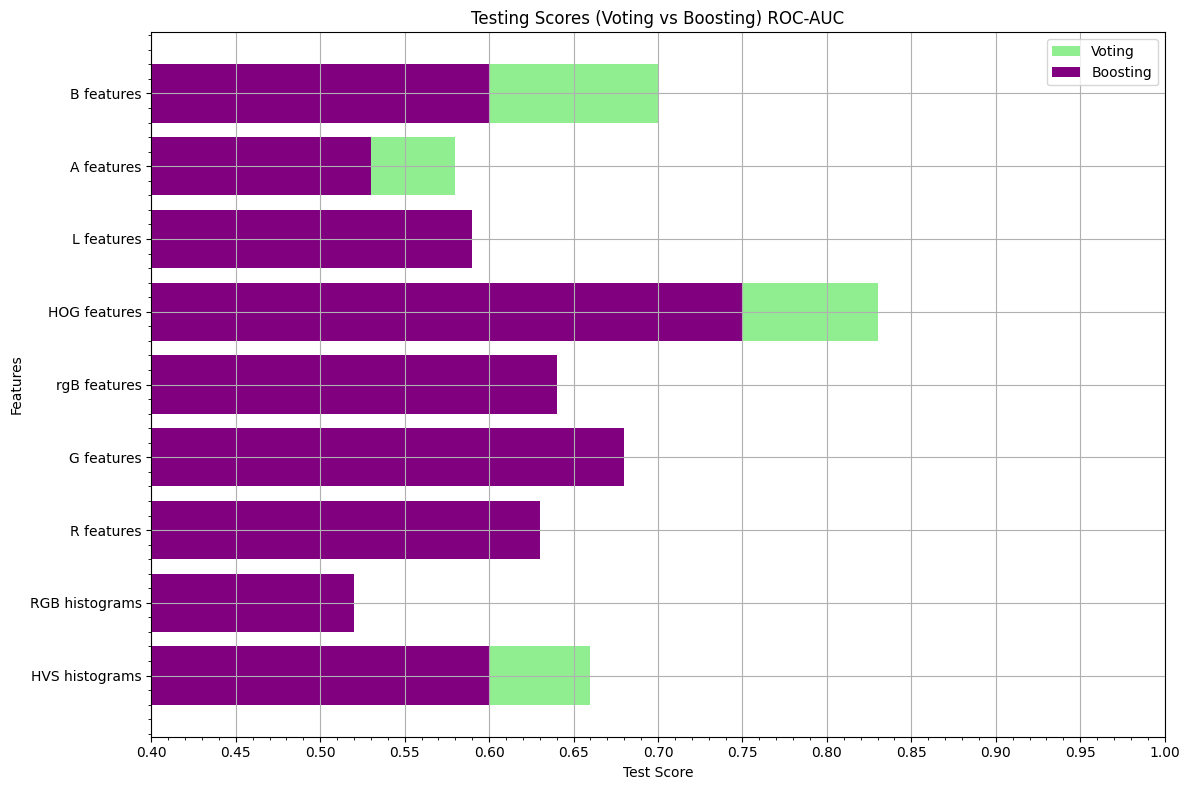 Testing Scores (Voting vs Boosting) ROC-AUC
Voting
Boosting
B features
A features
L features
HOG features
rgB features
G features
R features
RGB histograms
HVS histograms
Features
0.40 0.45 0.50 0.55 0.60 0.65 0.70 0.75 0.80 0.85 0.90 0.95 1.00
Test Score